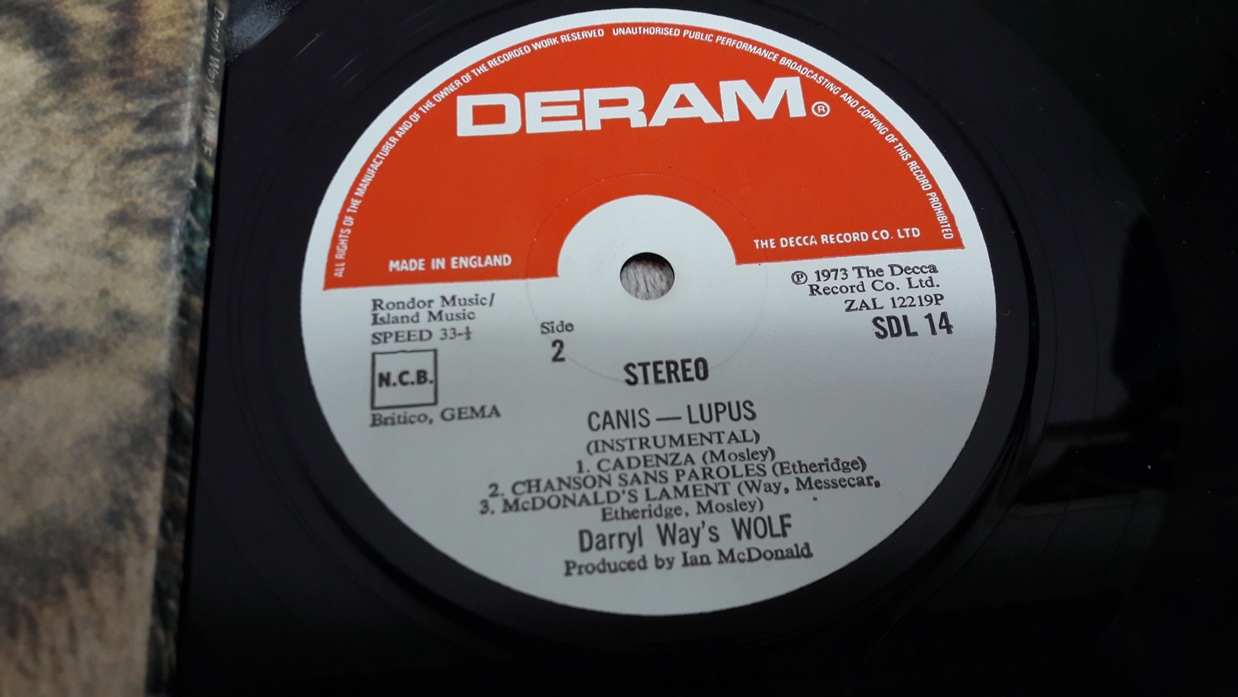 ALL RIGHTS OF THE MANUFACTURER AND OF THE OWNER OF THE RECORDED WORK RESERVED UNAUTHORISED PUBLIC PERFORMANCE BROADCASTING AND COPYING OF THIS RECORD PROHIBITED
DERAM®
MADE IN ENGLAND
THE DECCA RECORD CO. LTD
Rondor Music/
Island Music
SPEED 33-⅓
N.C.B.
Britico, GEMA
Side
2
℗ 1973 The Decca
Record Co. Ltd.
ZAL 12219P
SDL 14
STEREO
CANIS — LUPUS
(INSTRUMENTAL)
1. CADENZA (Mosley)
2. CHANSON SANS PAROLES (Etheridge)
3. McDONALD'S LAMENT (Way, Messecar,
Etheridge, Mosley)
Darryl Way's WOLF
Produced by Ian McDonald